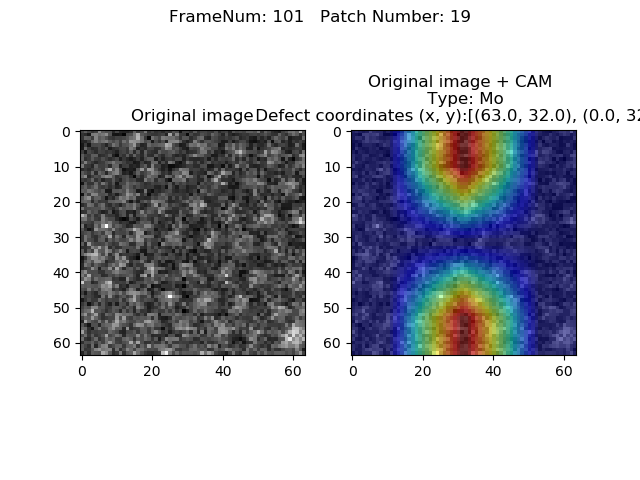 FrameNum: 101   Patch Number: 19
Original image + CAM
Type: Mo
Original image
Defect coordinates (x, y):[(63.0, 32.0), (0.0, 32
0
10
20
30
40
50
60
0 20 40 60
0
10
20
30
40
50
60
0 20 40 60